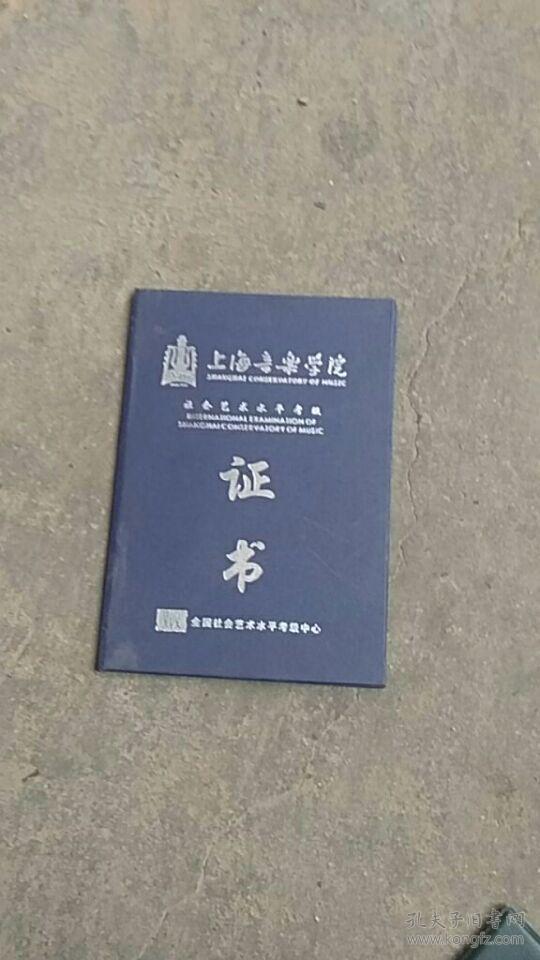 上海音乐学院
SHANGHAI CONSERVATORY OF MUSIC
社会艺术水平考级
INTERNATIONAL EXAMINATION OF
SHANGHAI CONSERVATORY OF MUSIC
证
书
全国社会艺术水平考级中心
孔夫子旧书网
www.kongfz.com